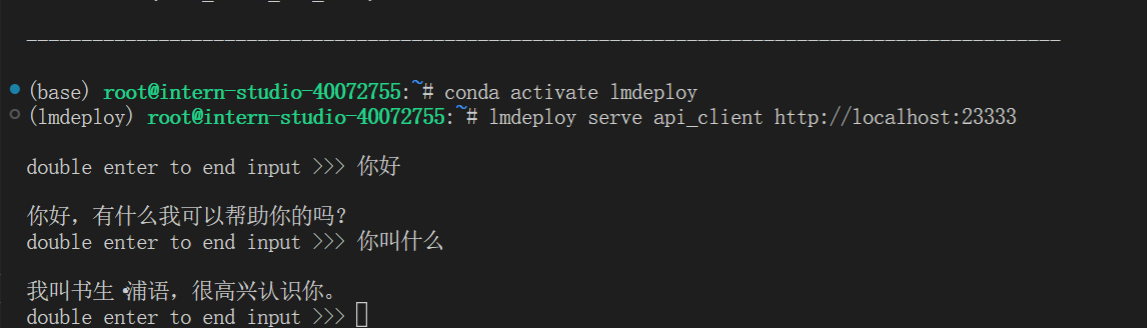 (base) root@intern-studio-40072755:~# conda activate lmdeploy
(lmdeploy) root@intern-studio-40072755:~# lmdeploy serve api_client http://localhost:23333
double enter to end input >>> 你好
你好，有什么我可以帮助你的吗？
double enter to end input >>> 你叫什么
我叫书生·浦语，很高兴认识你。
double enter to end input >>>